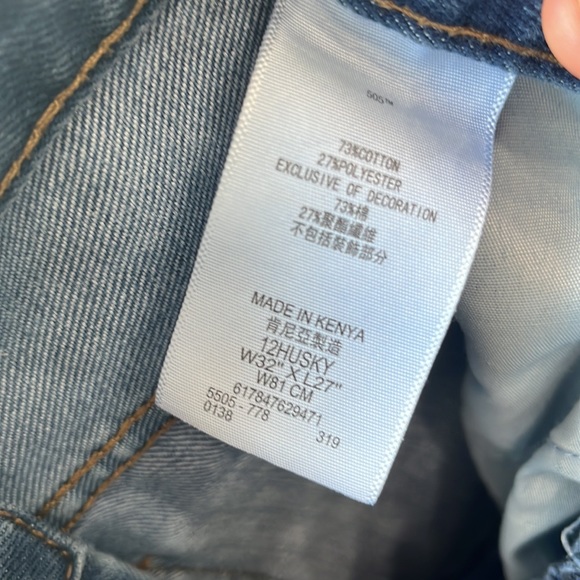 505™
73%COTTON
27%POLYESTER
EXCLUSIVE OF DECORATION
73%棉
27%聚酯纖維
不包括裝飾部分
MADE IN KENYA
肯尼亞製造
12HUSKY
W32" X L27"
W81 CM
617847629471
5505 - 778
0138 319